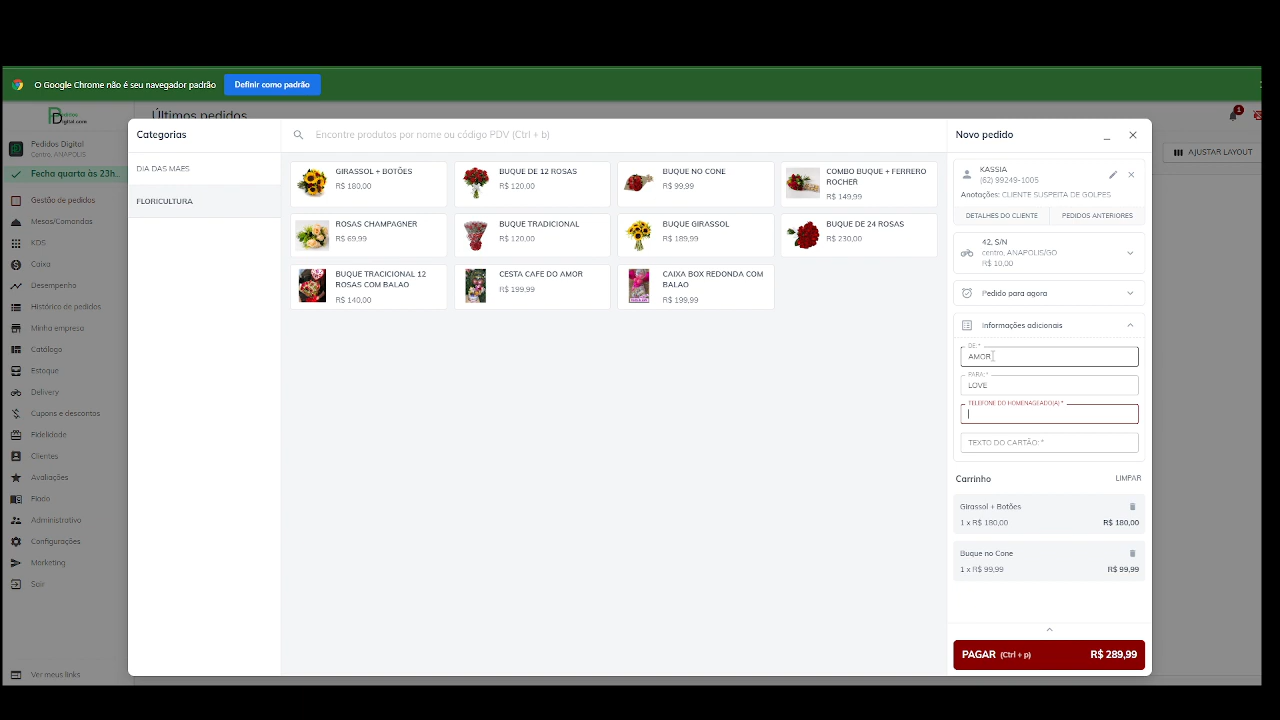 O Google Chrome não é seu navegador padrão
Definir como padrão
Pedidos
Digital.com
Últimos pedidos
1
Pedidos Digital
Centro, ANAPOLIS
Fecha quarta às 23h...
AJUSTAR LAYOUT
Gestão de pedidos
Mesas/Comandas
KDS
Caixa
Desempenho
Histórico de pedidos
Minha empresa
Catálogo
Estoque
Delivery
Cupons e descontos
Fidelidade
Clientes
Avaliações
Fiado
Administrativo
Configurações
Marketing
Sair
Ver meus links
Categorias
DIA DAS MAES
FLORICULTURA
Encontre produtos por nome ou código PDV (Ctrl + b)
GIRASSOL + BOTÕES
R$ 180,00
BUQUE DE 12 ROSAS
R$ 120,00
BUQUE NO CONE
R$ 99,99
COMBO BUQUE + FERRERO
ROCHER
R$ 149,99
ROSAS CHAMPAGNER
R$ 69,99
BUQUE TRADICIONAL
R$ 120,00
BUQUE GIRASSOL
R$ 189,99
BUQUE DE 24 ROSAS
R$ 230,00
BUQUE TRACICIONAL 12
ROSAS COM BALAO
R$ 140,00
CESTA CAFE DO AMOR
R$ 199,99
CAIXA BOX REDONDA COM
BALAO
R$ 199,99
Novo pedido
KASSIA
(62) 99249-1005
Anotações: CLIENTE SUSPEITA DE GOLPES
DETALHES DO CLIENTE
PEDIDOS ANTERIORES
42, S/N
centro, ANAPOLIS/GO
R$ 10,00
Pedido para agora
Informações adicionais
DE: *
AMOR
PARA: *
LOVE
TELEFONE DO HOMENAGEADO(A) *
TEXTO DO CARTÃO: *
Carrinho
LIMPAR
Girassol + Botões
1 x R$ 180,00
R$ 180,00
Buque no Cone
1 x R$ 99,99
R$ 99,99
PAGAR (Ctrl + p)
R$ 289,99